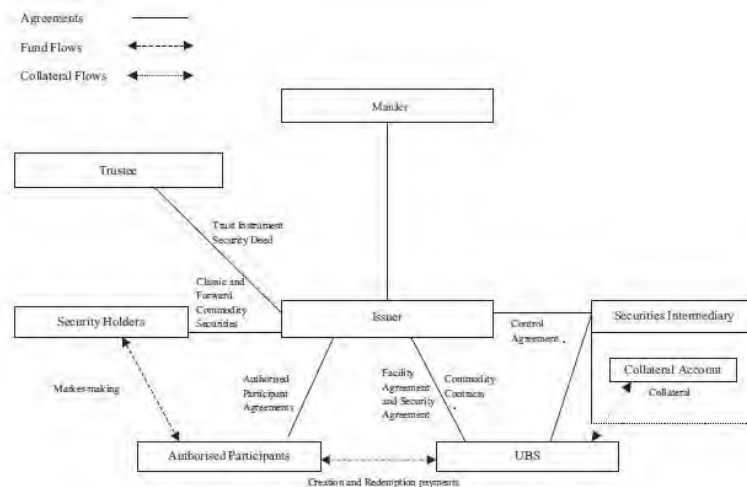 Agreements
Fund Flows
Collateral Flows
Trustee
Trust Instrument
Security Deed
Classic and
Forward
Commodity
Securities
Security Holders
Issuer
Securities Intermediary
Control
Agreement
Collateral Account
Collateral
Market-making
Authorised
Participant
Agreements
Facility
Agreement
and Security
Agreement
Commodity
Contracts
Authorised Participants
UBS
Creation and Redemption payments